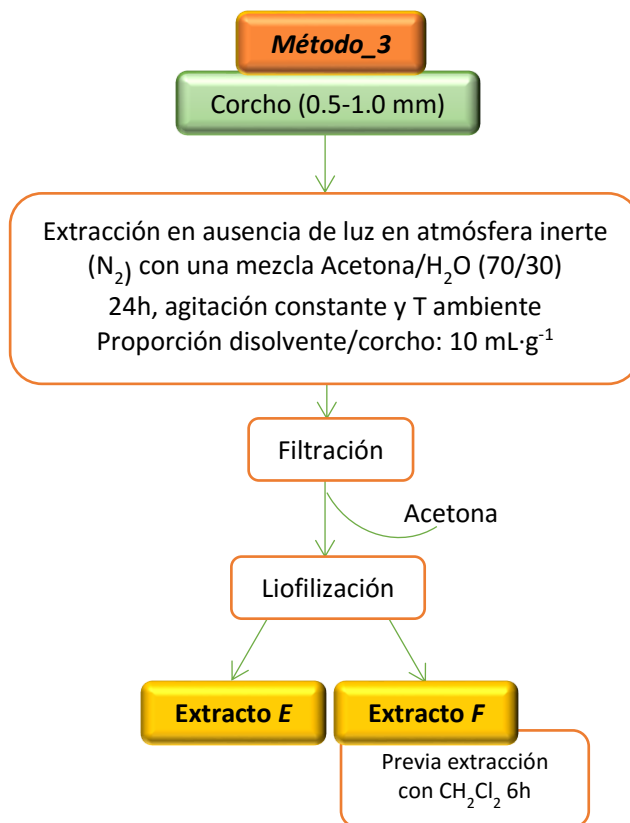 Método_3
Corcho (0.5-1.0 mm)
Extracción en ausencia de luz en atmósfera inerte
(N₂) con una mezcla Acetona/H₂O (70/30)
24h, agitación constante y T ambiente
Proporción disolvente/corcho: 10 mL·g⁻¹
Filtración
Acetona
Liofilización
Extracto E
Extracto F
Previa extracción
con CH₂Cl₂ 6h